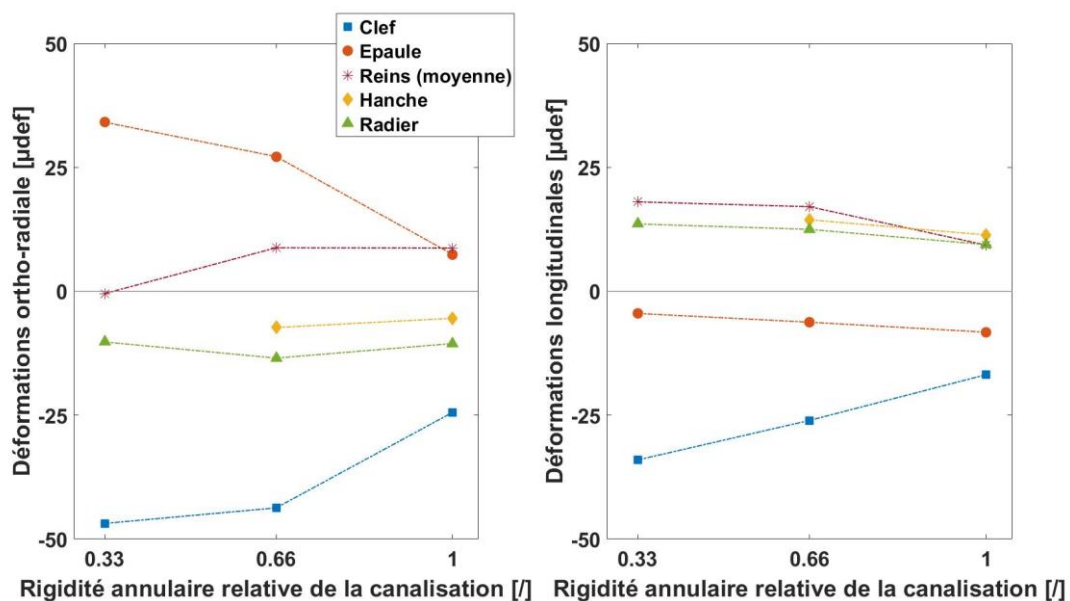 Clef
Epaule
Reins (moyenne)
Hanche
Radier
Déformations ortho-radiale [µdef]
50
25
0
-25
-50
0.33
0.66
1
Rigidité annulaire relative de la canalisation [/]
Déformations longitudinales [µdef]
50
25
0
-25
-50
0.33
0.66
1
Rigidité annulaire relative de la canalisation [/]